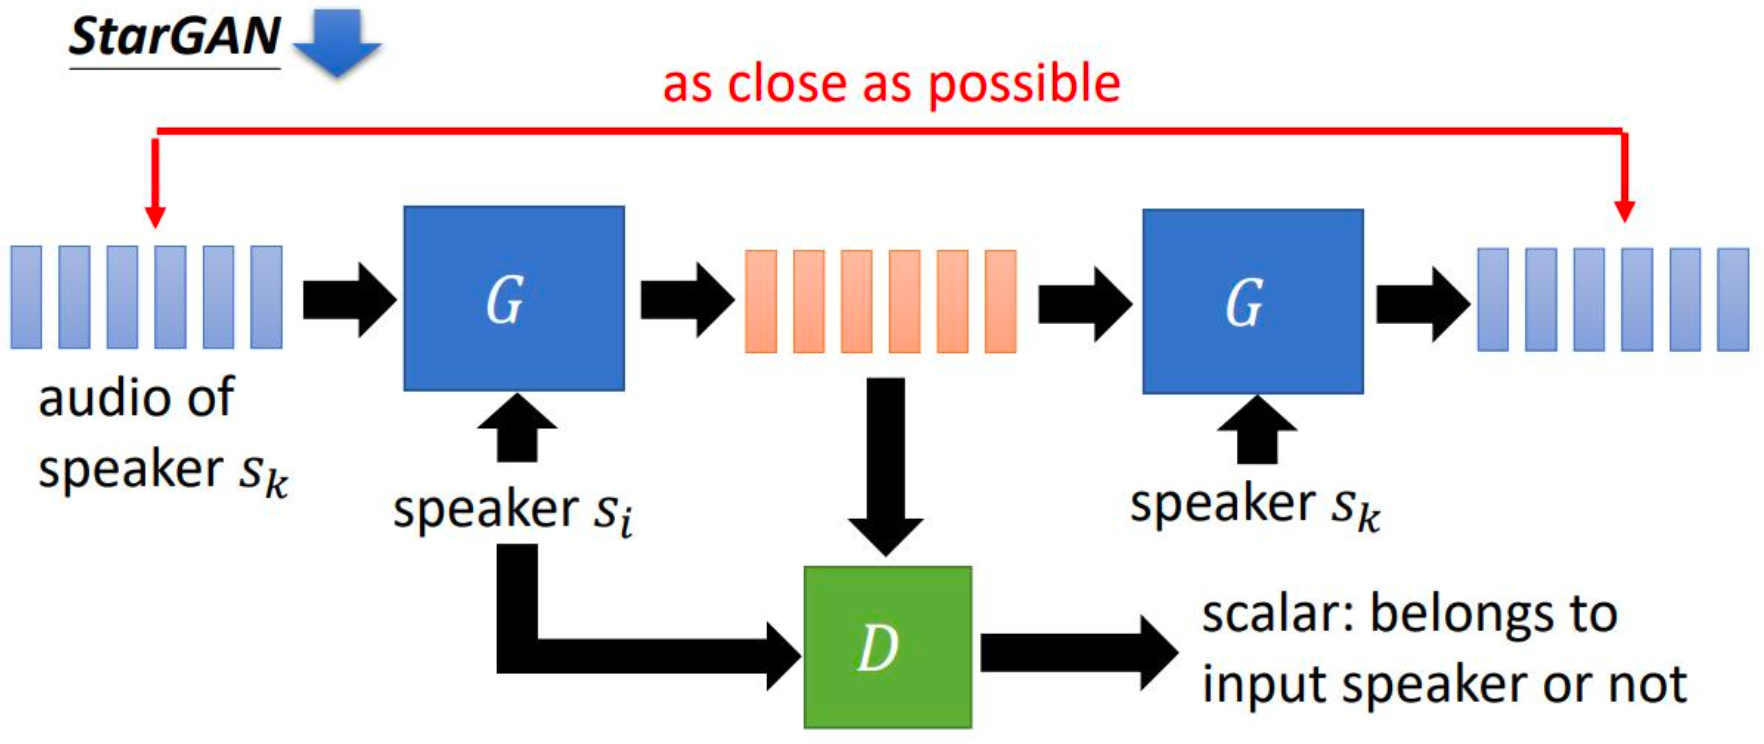 StarGAN
as close as possible
G
G
audio of
speaker s_k
speaker s_i
speaker s_k
D
scalar: belongs to
input speaker or not